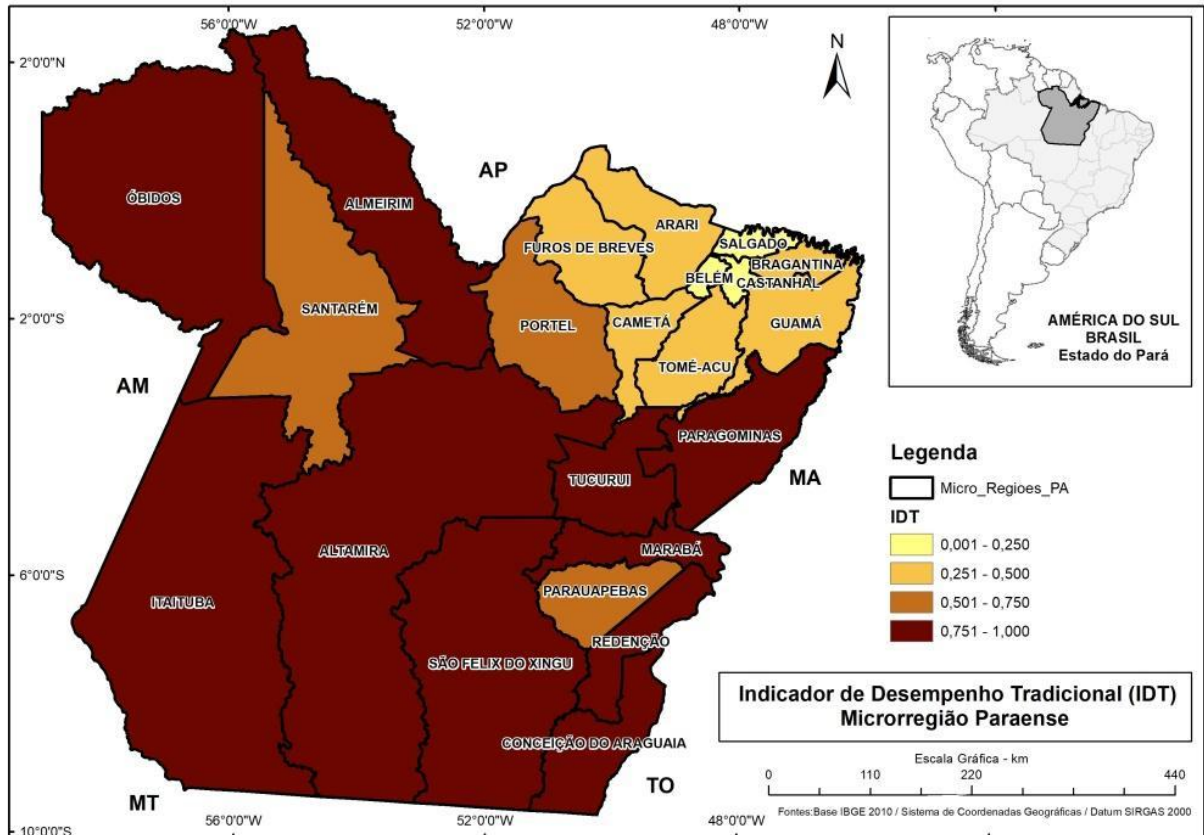 56°0'0"W
52°0'0"W
48°0'0"W
2°0'0"N
2°0'0"S
6°0'0"S
10°0'0"S
56°0'0"W
52°0'0"W
48°0'0"W
N
AP
AM
MA
MT
TO
ÓBIDOS
ALMEIRIM
SANTARÉM
FUROS DE BREVES
ARARI
SALGADO
BRAGANTINA
BELÉM
CASTANHAL
PORTEL
CAMETÁ
GUAMÁ
TOMÉ-ACU
PARAGOMINAS
TUCURUI
MARABÁ
ALTAMIRA
ITAITUBA
PARAUAPEBAS
REDENÇÃO
SÃO FELIX DO XINGU
CONCEIÇÃO DO ARAGUAIA
AMÉRICA DO SUL
BRASIL
Estado do Pará
Legenda
Micro_Regioes_PA
IDT
0,001 - 0,250
0,251 - 0,500
0,501 - 0,750
0,751 - 1,000
Indicador de Desempenho Tradicional (IDT)
Microrregião Paraense
Escala Gráfica - km
0 110 220 440
Fontes:Base IBGE 2010 / Sistema de Coordenadas Geográficas / Datum SIRGAS 2000